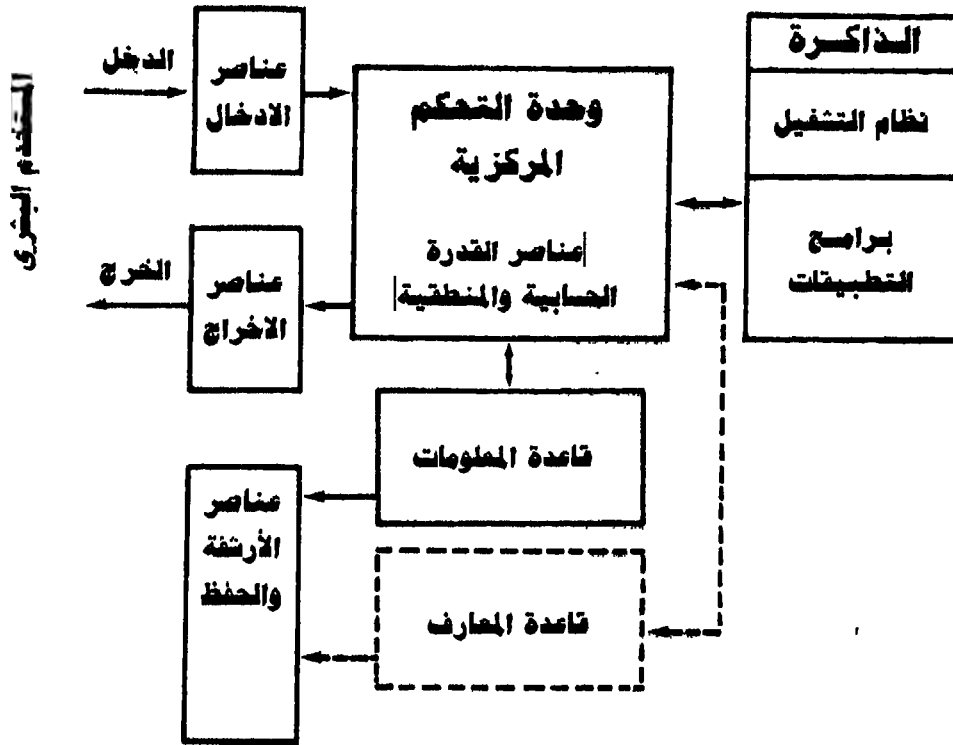 الذاكرة
نظام التشغيل
برامج
التطبيقات
وحدة التحكم
المركزية
عناصر القدرة
الحسابية والمنطقية
عناصر
الادخال
الدخل
المستخدم البشرى
عناصر
الاخراج
الخرج
قاعدة المعلومات
قاعدة المعارف
عناصر
الأرشفة
والحفظ